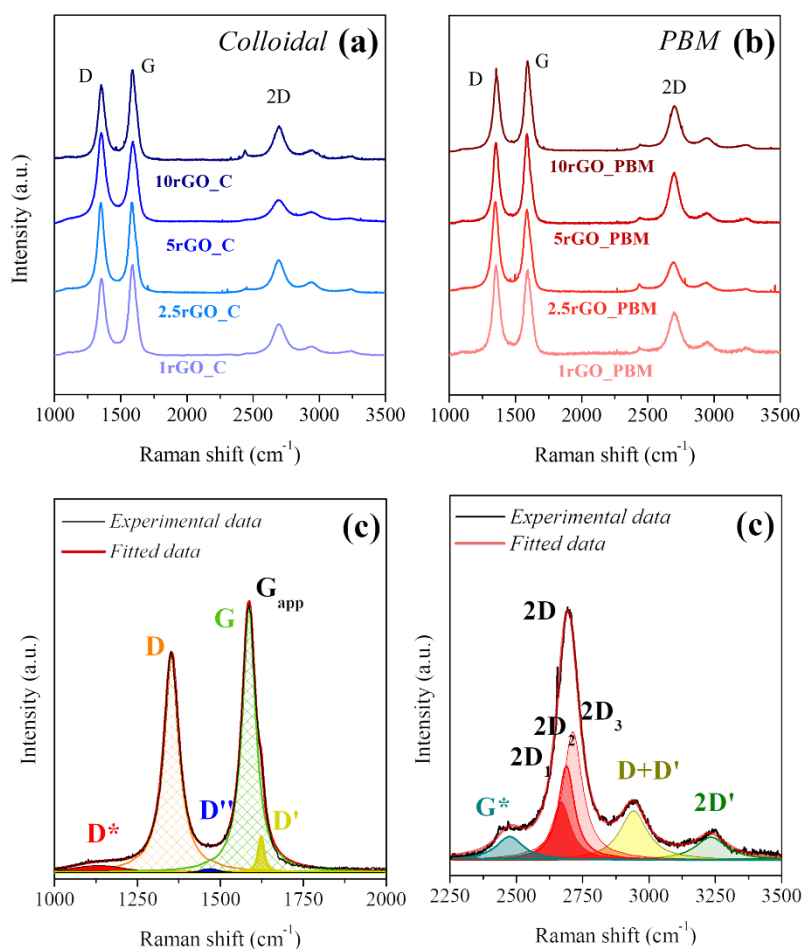 Colloidal (a)
D
G
2D
10rGO_C
5rGO_C
2.5rGO_C
1rGO_C
Intensity (a.u.)
1000 1500 2000 2500 3000 3500
Raman shift (cm⁻¹)
PBM (b)
D
G
2D
10rGO_PBM
5rGO_PBM
2.5rGO_PBM
1rGO_PBM
Intensity (a.u.)
1000 1500 2000 2500 3000 3500
Raman shift (cm⁻¹)
Experimental data
Fitted data
(c)
D*
D
D''
G
G_app
D'
Intensity (a.u.)
1000 1250 1500 1750 2000
Raman shift (cm⁻¹)
Experimental data
Fitted data
(c)
2D
2D₃
2D₂
2D₁
G*
D+D'
2D'
Intensity (a.u.)
2250 2500 2750 3000 3250 3500
Raman shift (cm⁻¹)